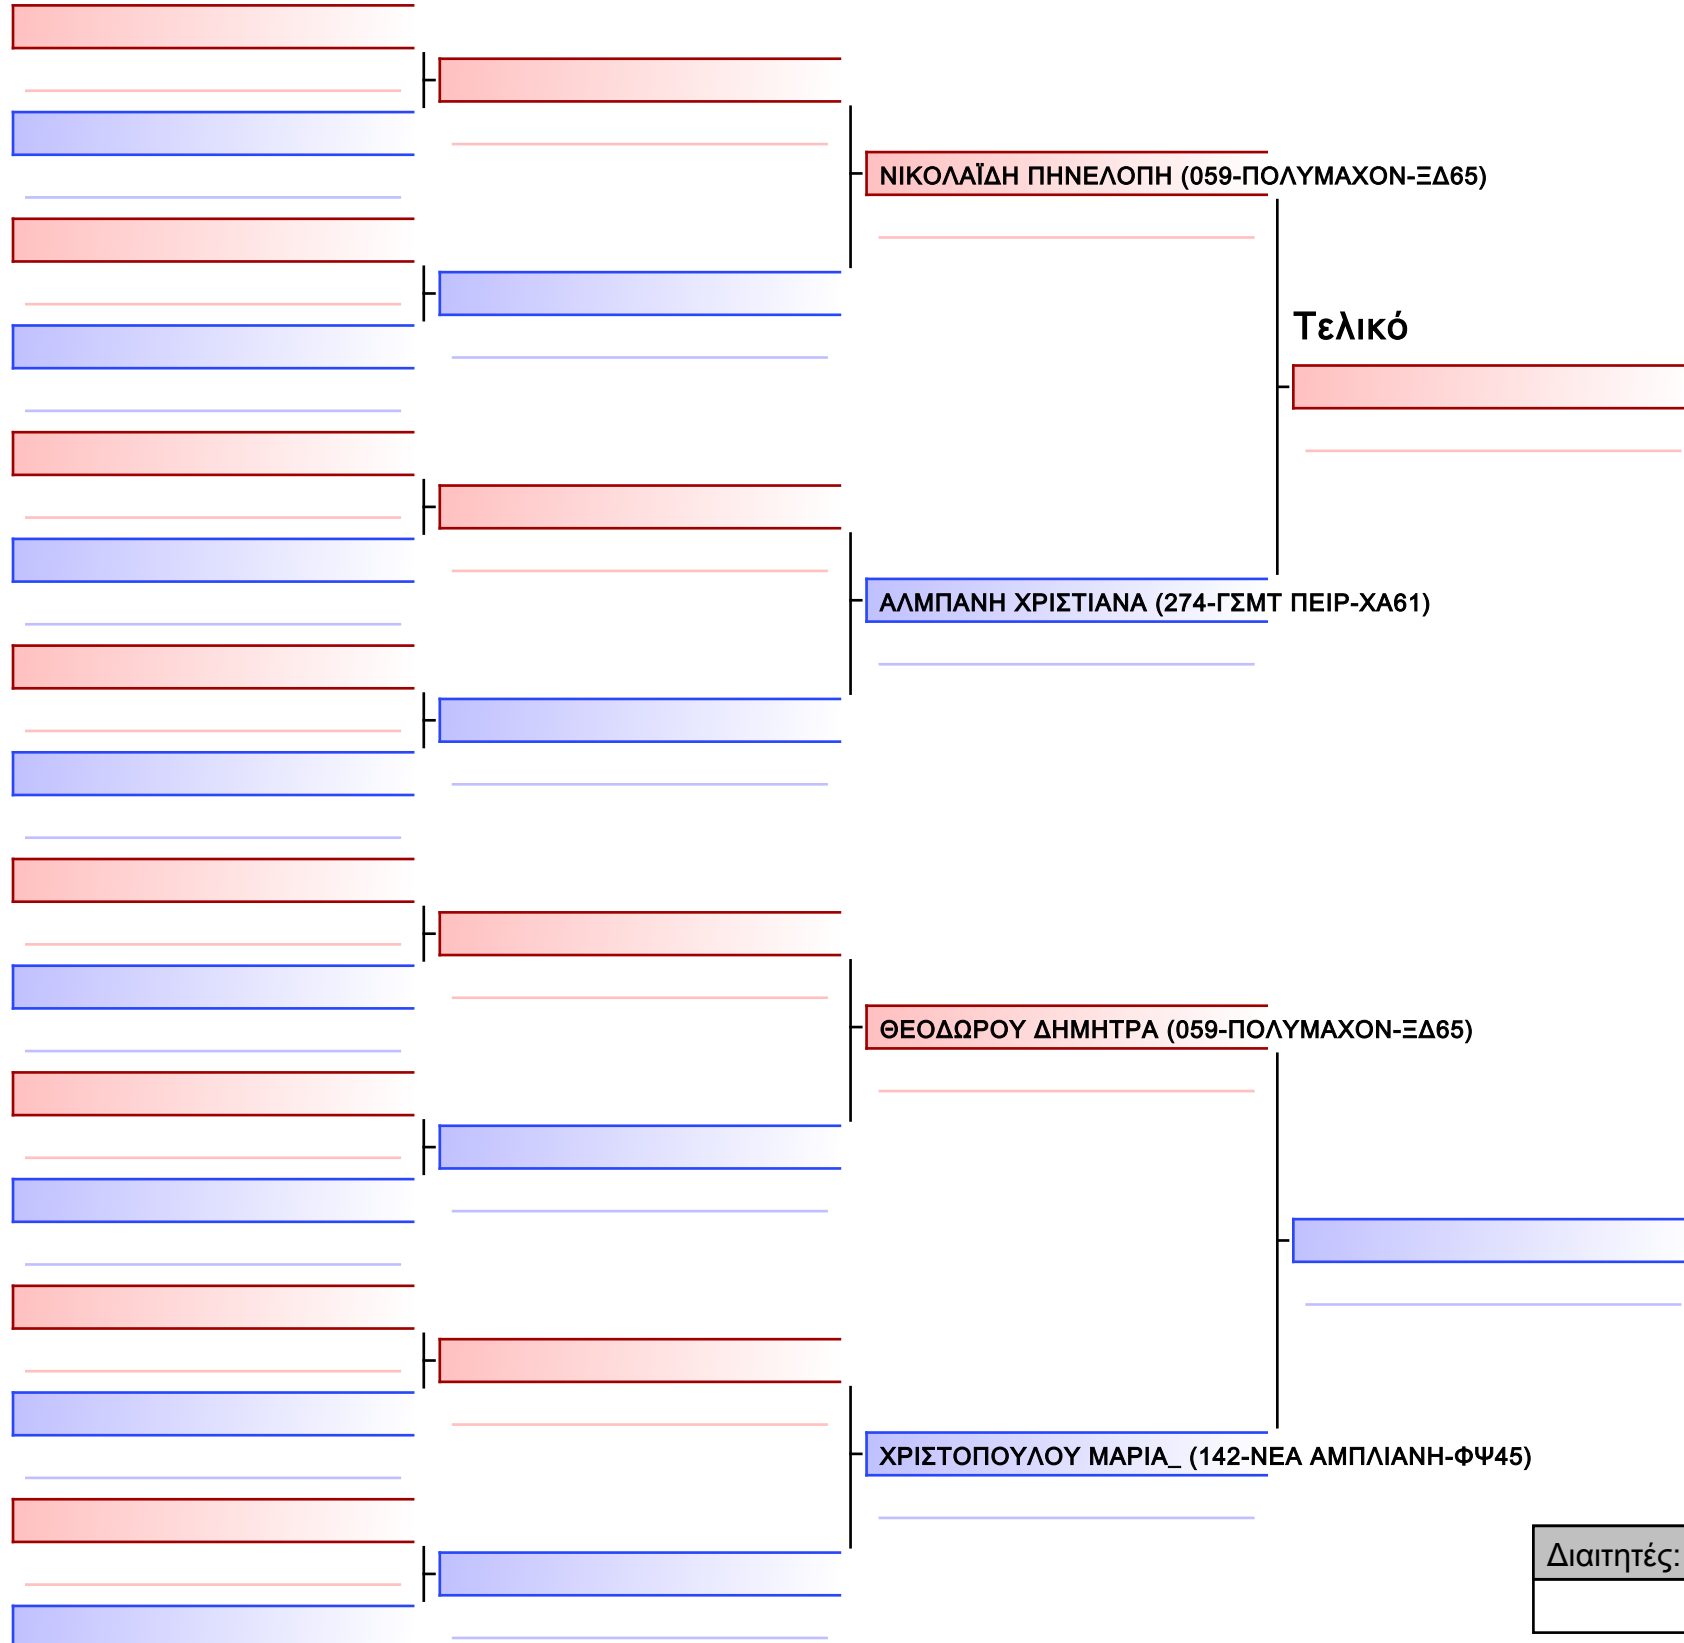 ΝΙΚΟΛΑΪΔΗ ΠΗΝΕΛΟΠΗ (059-ΠΟΛΥΜΑΧΟΝ-ΞΔ65)
Τελικό
ΑΛΜΠΑΝΗ ΧΡΙΣΤΙΑΝΑ (274-ΓΣΜΤ ΠΕΙΡ-ΧΑ61)
ΘΕΟΔΩΡΟΥ ΔΗΜΗΤΡΑ (059-ΠΟΛΥΜΑΧΟΝ-ΞΔ65)
ΧΡΙΣΤΟΠΟΥΛΟΥ ΜΑΡΙΑ_ (142-ΝΕΑ ΑΜΠΛΙΑΝΗ-ΦΨ45)
Διαιτητές: